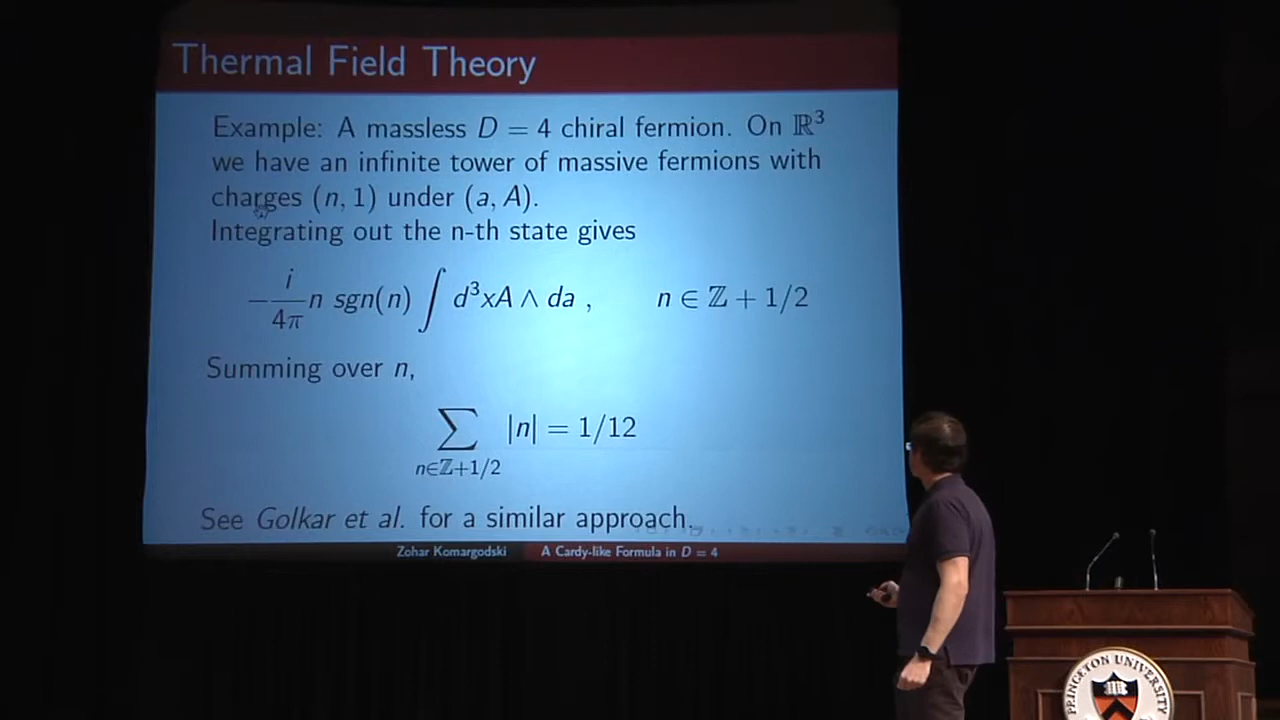 Thermal Field Theory
Example: A massless D = 4 chiral fermion. On ℝ³
we have an infinite tower of massive fermions with
charges (n, 1) under (a, A).
Integrating out the n-th state gives
−i/4π n sgn(n) ∫ d³xA ∧ da , n ∈ ℤ + 1/2
Summing over n,
∑ |n| = 1/12
n∈ℤ+1/2
See Golkar et al. for a similar approach.
Zohar Komargodski A Cardy-like Formula in D = 4
PRINCETON UNIVERSITY